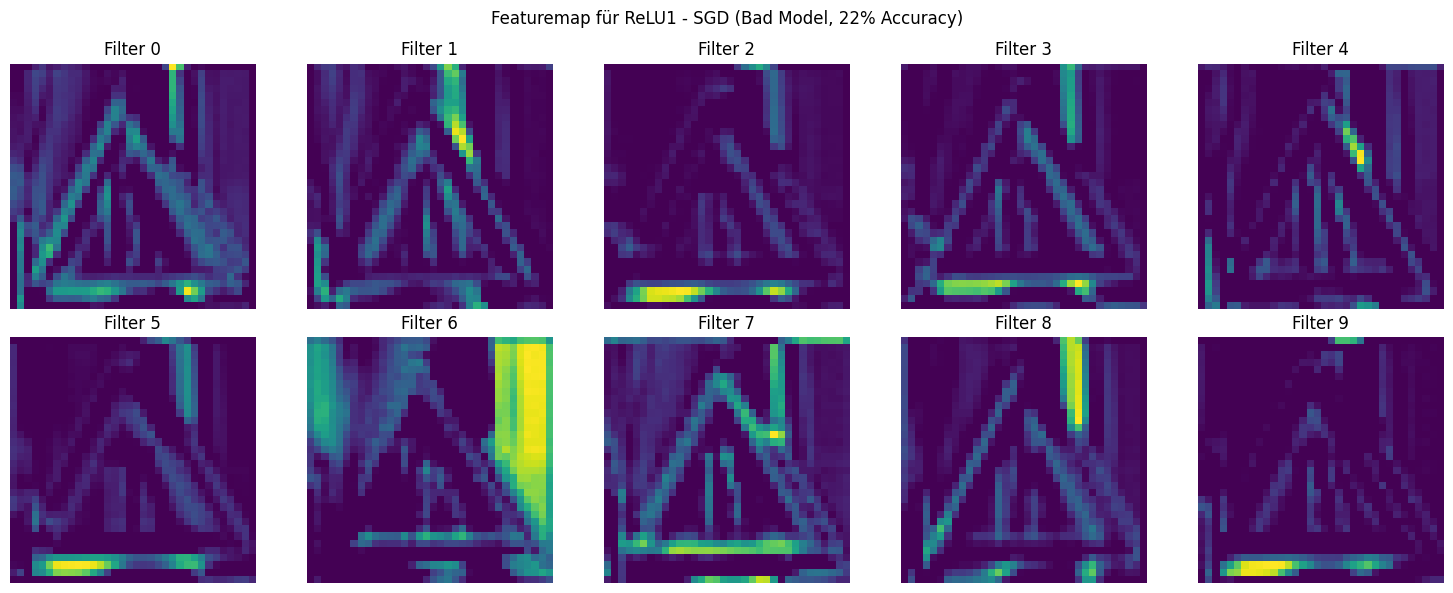 Featuremap für ReLU1 - SGD (Bad Model, 22% Accuracy)
Filter 0 Filter 1 Filter 2 Filter 3 Filter 4
Filter 5 Filter 6 Filter 7 Filter 8 Filter 9